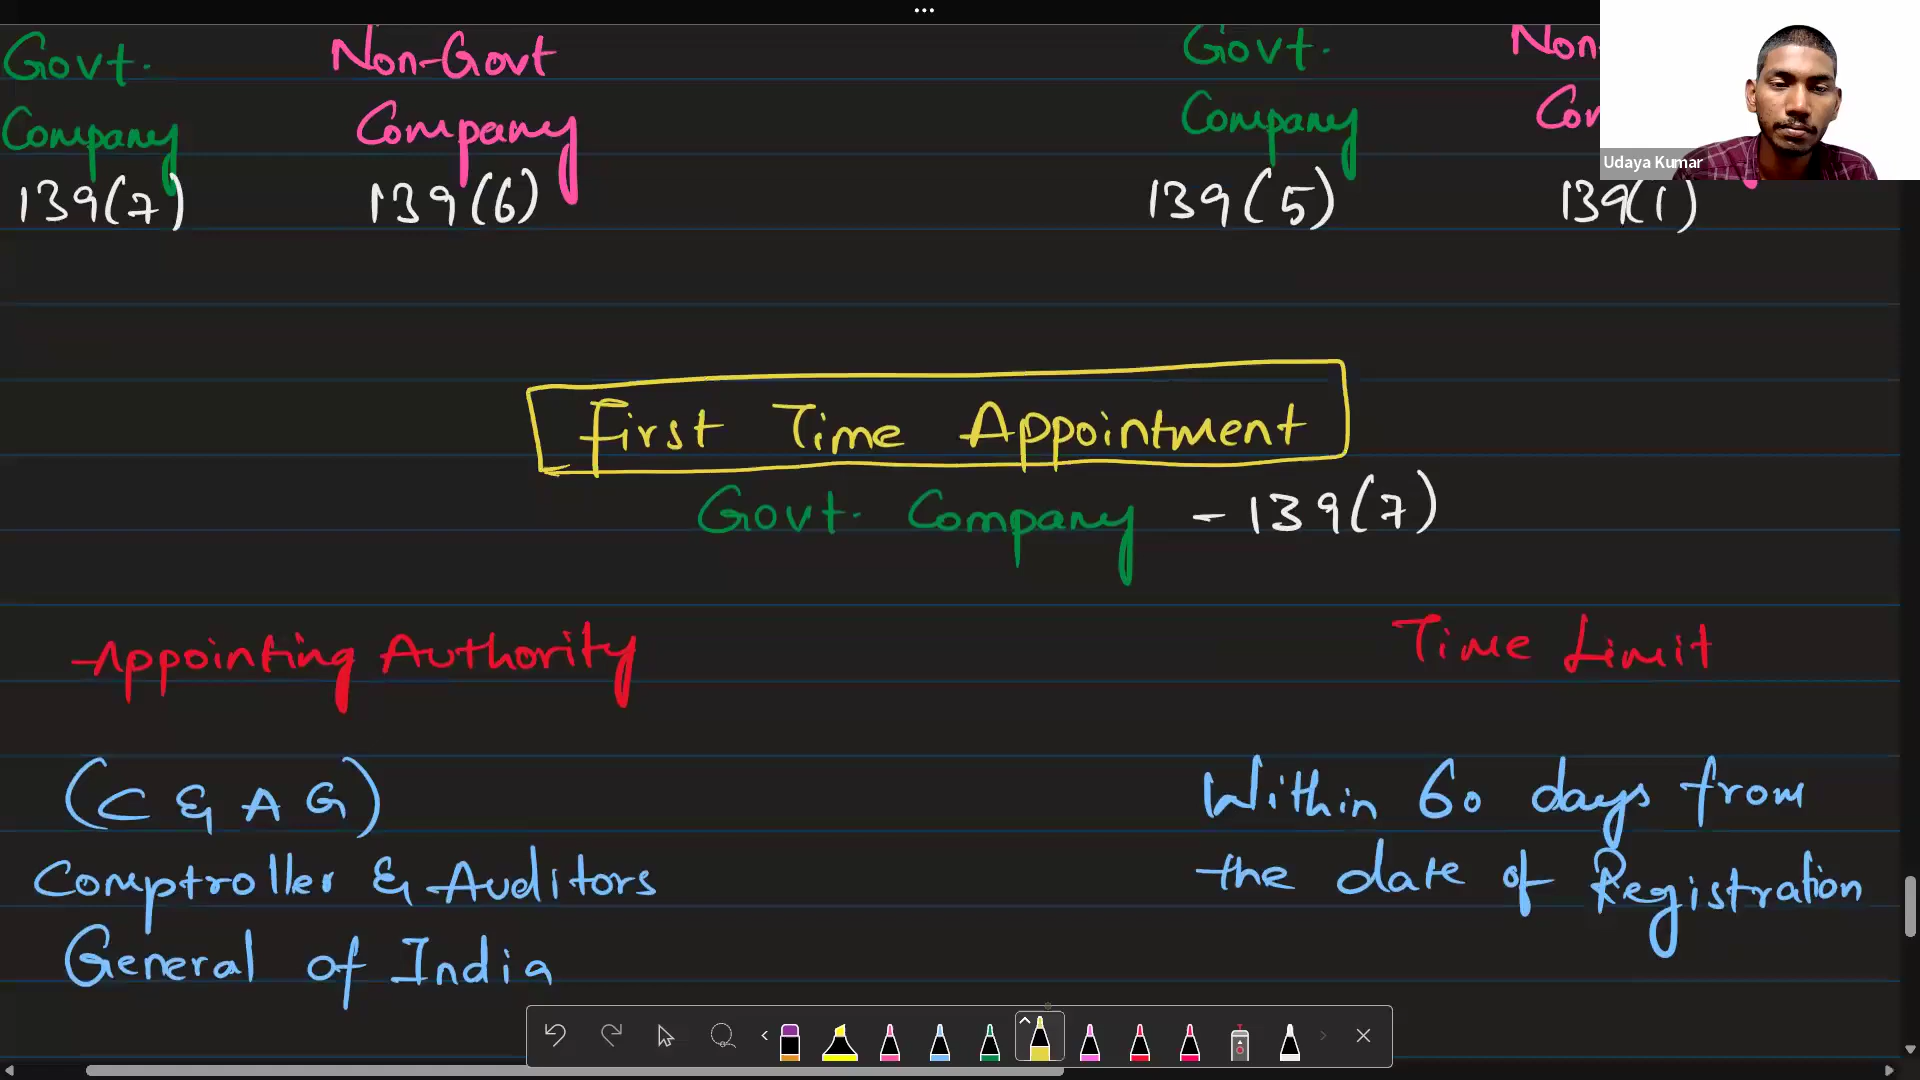 Govt. Non-Govt Govt. Non-
Company Company Company
139(7) 139(6) 139(5) 139(1)
Udaya Kumar
First Time Appointment
Govt. Company - 139(7)
Appointing Authority Time Limit
(C & A G) Within 60 days from
Comptroller & Auditors the date of Registration
General of India